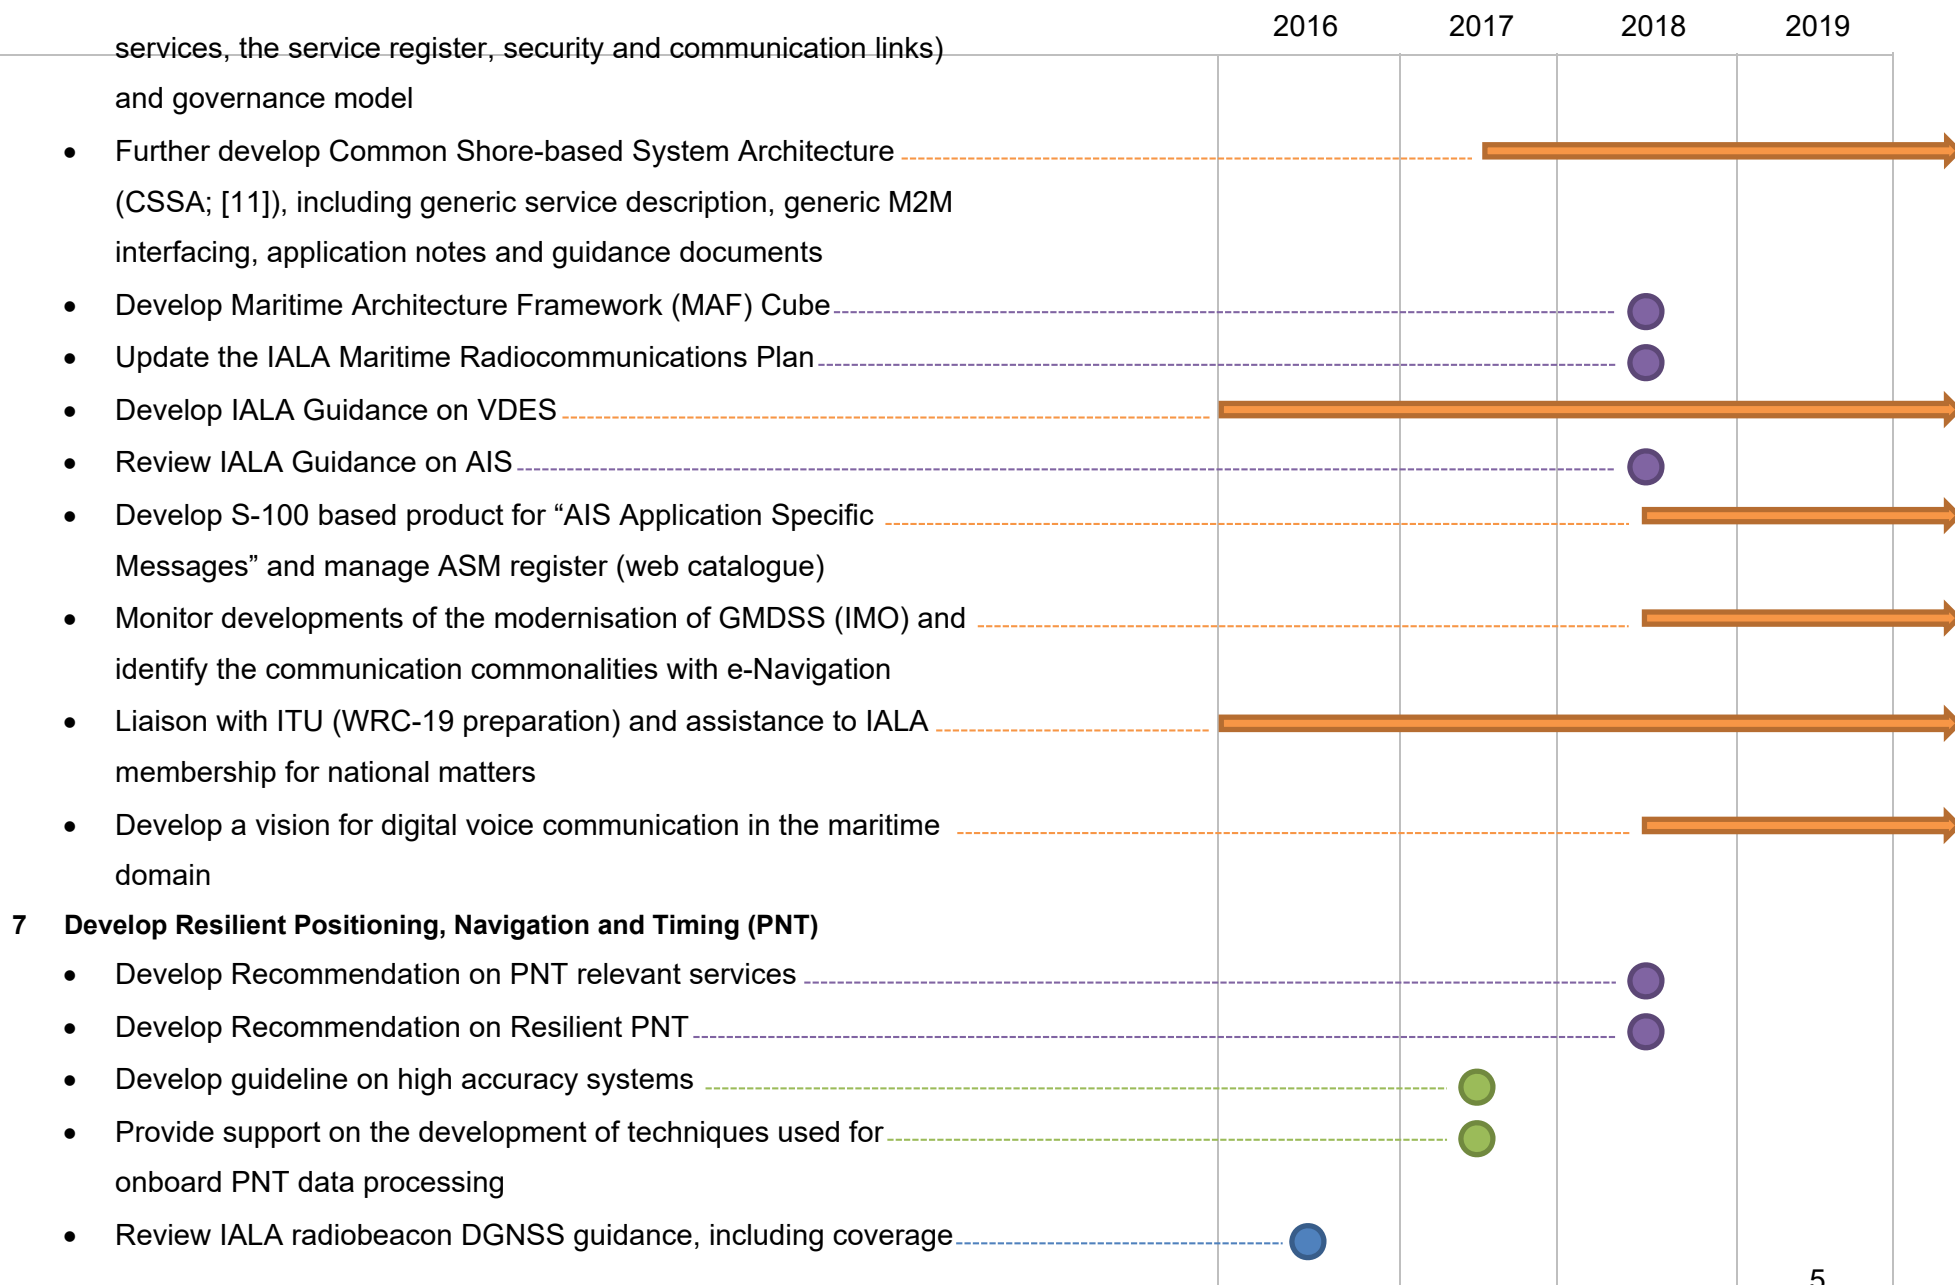 2016 2017 2018 2019
services, the service register, security and communication links)
and governance model
• Further develop Common Shore-based System Architecture
(CSSA; [11]), including generic service description, generic M2M
interfacing, application notes and guidance documents
• Develop Maritime Architecture Framework (MAF) Cube
• Update the IALA Maritime Radiocommunications Plan
• Develop IALA Guidance on VDES
• Review IALA Guidance on AIS
• Develop S-100 based product for “AIS Application Specific
Messages” and manage ASM register (web catalogue)
• Monitor developments of the modernisation of GMDSS (IMO) and
identify the communication commonalities with e-Navigation
• Liaison with ITU (WRC-19 preparation) and assistance to IALA
membership for national matters
• Develop a vision for digital voice communication in the maritime
domain
7 Develop Resilient Positioning, Navigation and Timing (PNT)
• Develop Recommendation on PNT relevant services
• Develop Recommendation on Resilient PNT
• Develop guideline on high accuracy systems
• Provide support on the development of techniques used for
onboard PNT data processing
• Review IALA radiobeacon DGNSS guidance, including coverage
5